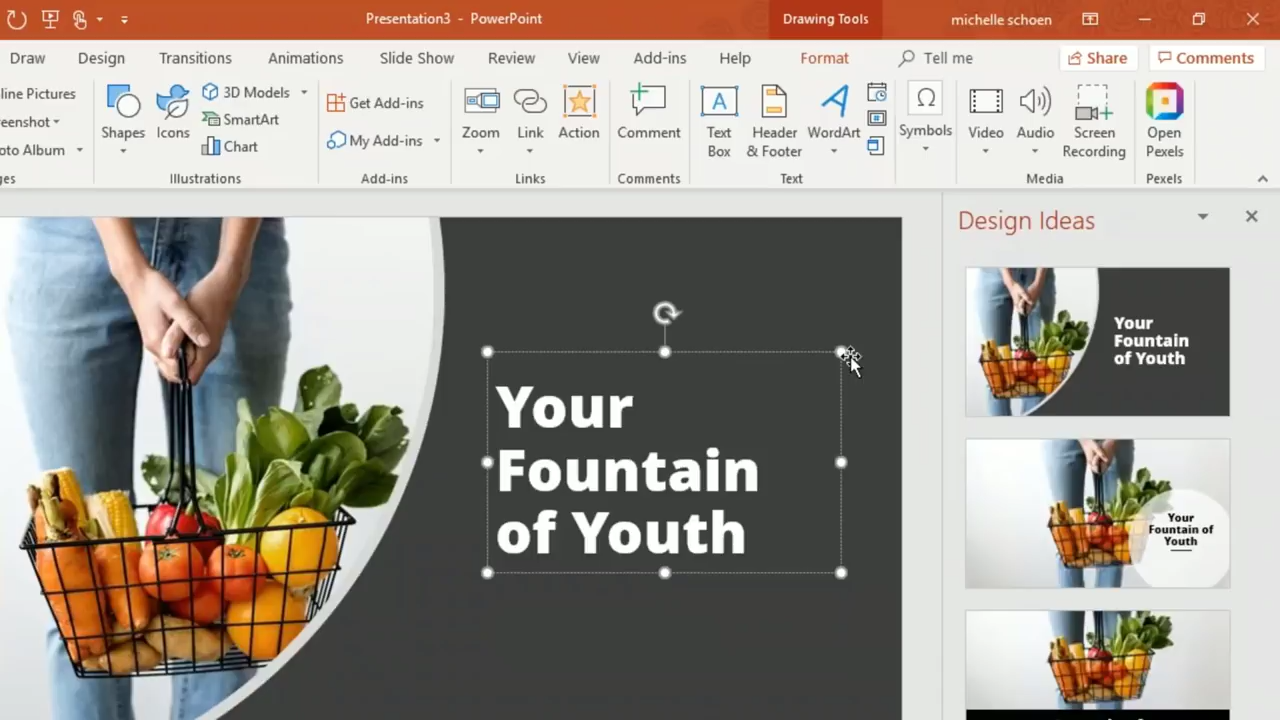 Presentation3 - PowerPoint
Drawing Tools
michelle schoen
Draw
Design
Transitions
Animations
Slide Show
Review
View
Add-ins
Help
Format
Tell me
Share
Comments
line Pictures
reenshot
oto Album
ges
Shapes
Icons
3D Models
SmartArt
Chart
Illustrations
Get Add-ins
My Add-ins
Add-ins
Zoom
Link
Action
Links
Comment
Comments
Text
Box
Header
& Footer
WordArt
Text
Symbols
Video
Audio
Screen
Recording
Media
Open
Pexels
Pexels
Your
Fountain
of Youth
Design Ideas
Your
Fountain
of Youth
Your
Fountain of
Youth